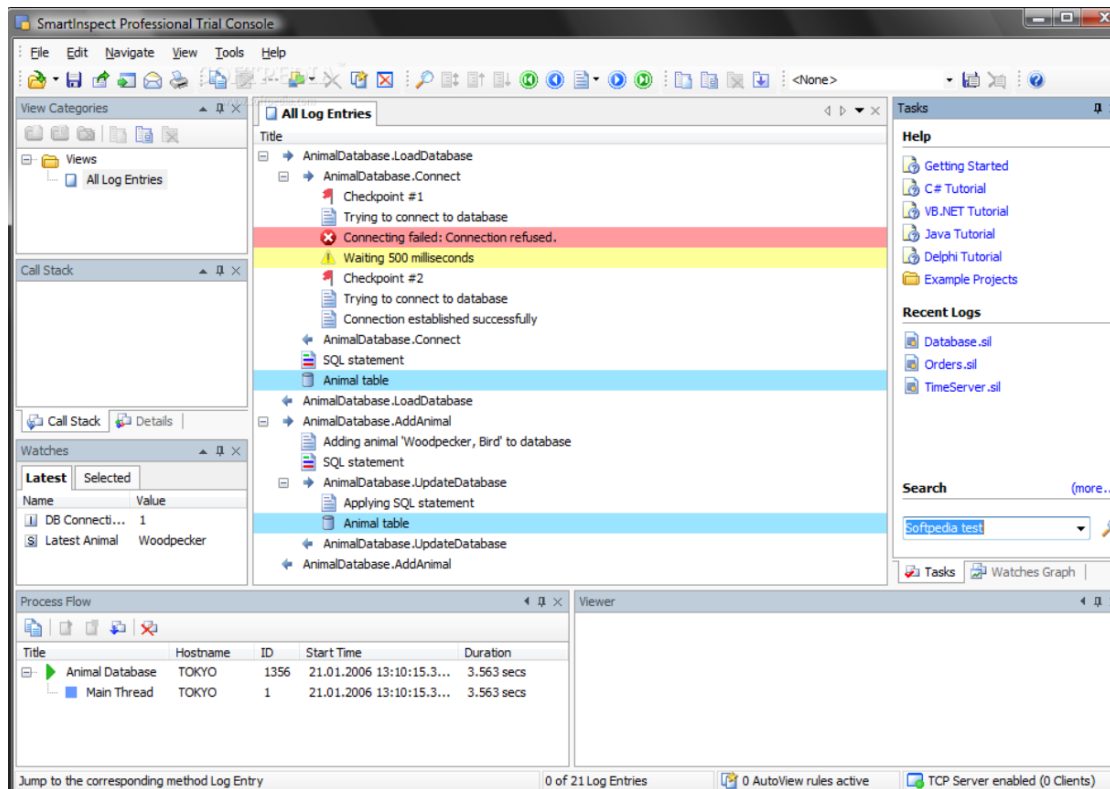 SmartInspect Professional Trial Console
File Edit Navigate View Tools Help
<None>
View Categories
Views
All Log Entries
Call Stack
Call Stack Details
Watches
Latest Selected
Name Value
DB Connecti... 1
Latest Animal Woodpecker
All Log Entries
Title
AnimalDatabase.LoadDatabase
AnimalDatabase.Connect
Checkpoint #1
Trying to connect to database
Connecting failed: Connection refused.
Waiting 500 milliseconds
Checkpoint #2
Trying to connect to database
Connection established successfully
AnimalDatabase.Connect
SQL statement
Animal table
AnimalDatabase.LoadDatabase
AnimalDatabase.AddAnimal
Adding animal 'Woodpecker, Bird' to database
SQL statement
AnimalDatabase.UpdateDatabase
Applying SQL statement
Animal table
AnimalDatabase.UpdateDatabase
AnimalDatabase.AddAnimal
Tasks
Help
Getting Started
C# Tutorial
VB.NET Tutorial
Java Tutorial
Delphi Tutorial
Example Projects
Recent Logs
Database.sil
Orders.sil
TimeServer.sil
Search (more..
Softpedia test
Tasks Watches Graph
Process Flow
Title Hostname ID Start Time Duration
Animal Database TOKYO 1356 21.01.2006 13:10:15.3... 3.563 secs
Main Thread TOKYO 1 21.01.2006 13:10:15.3... 3.563 secs
Viewer
Jump to the corresponding method Log Entry
0 of 21 Log Entries
0 AutoView rules active
TCP Server enabled (0 Clients)